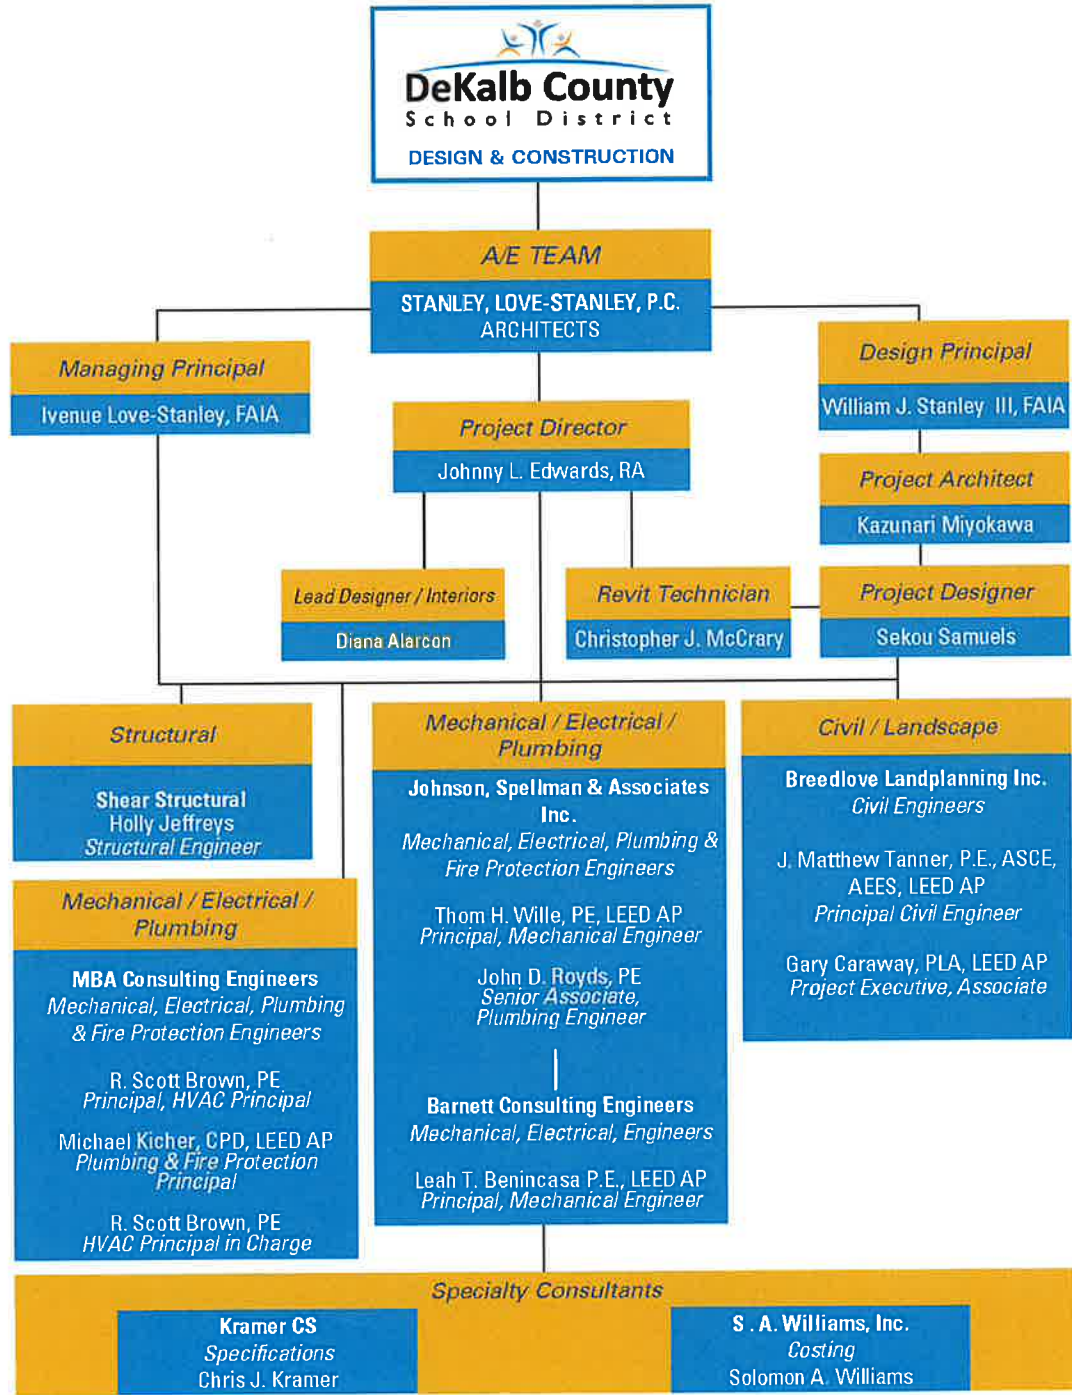 DeKalb County
School District
DESIGN & CONSTRUCTION
A/E TEAM
STANLEY, LOVE-STANLEY, P.C.
ARCHITECTS
Managing Principal
Ivenue Love-Stanley, FAIA
Design Principal
William J. Stanley III, FAIA
Project Director
Johnny L. Edwards, RA
Project Architect
Kazunari Miyokawa
Lead Designer / Interiors
Diana Alarcon
Revit Technician
Christopher J. McCrary
Project Designer
Sekou Samuels
Structural
Shear Structural
Holly Jeffreys
Structural Engineer
Mechanical / Electrical /
Plumbing
MBA Consulting Engineers
Mechanical, Electrical, Plumbing
& Fire Protection Engineers
R. Scott Brown, PE
Principal, HVAC Principal
Michael Kicher, CPD, LEED AP
Plumbing & Fire Protection
Principal
R. Scott Brown, PE
HVAC Principal in Charge
Mechanical / Electrical /
Plumbing
Johnson, Spellman & Associates
Inc.
Mechanical, Electrical, Plumbing &
Fire Protection Engineers
Thom H. Wille, PE, LEED AP
Principal, Mechanical Engineer
John D. Royds, PE
Senior Associate,
Plumbing Engineer
Barnett Consulting Engineers
Mechanical, Electrical, Engineers
Leah T. Benincasa P.E., LEED AP
Principal, Mechanical Engineer
Civil / Landscape
Breedlove Landplanning Inc.
Civil Engineers
J. Matthew Tanner, P.E., ASCE,
AEES, LEED AP
Principal Civil Engineer
Gary Caraway, PLA, LEED AP
Project Executive, Associate
Specialty Consultants
Kramer CS
Specifications
Chris J. Kramer
S . A. Williams, Inc.
Costing
Solomon A. Williams